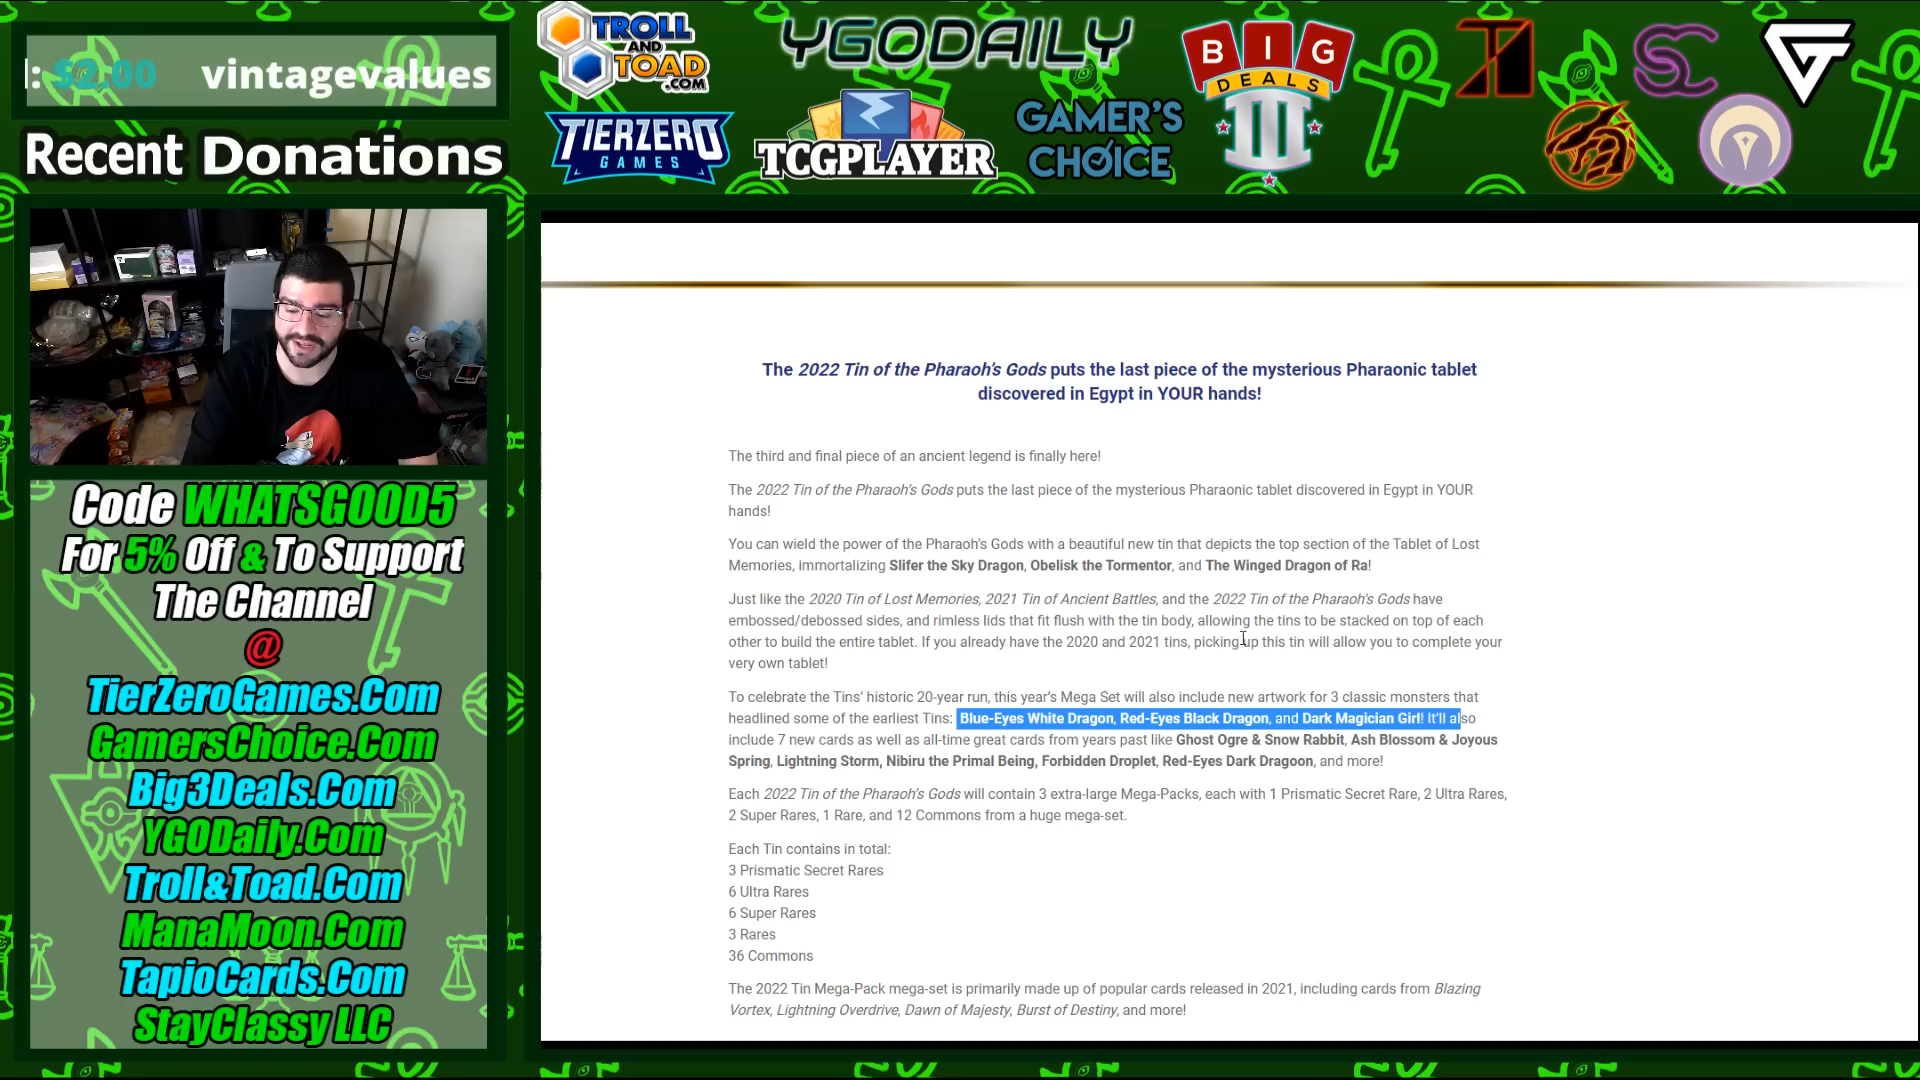 l: $2.00 vintagevalues
Recent Donations
TROLL
AND
TOAD
.COM
YGODAILY
BIG
DEALS
III
TIERZERO
GAMES
TCGPLAYER
GAMER'S
CHOICE
Code WHATSGOOD5
For 5% Off & To Support
The Channel
@
TierZeroGames.Com
GamersChoice.Com
Big3Deals.Com
YGODaily.Com
Troll&Toad.Com
ManaMoon.Com
TapioCards.Com
StayClassy LLC
The 2022 Tin of the Pharaoh's Gods puts the last piece of the mysterious Pharaonic tablet
discovered in Egypt in YOUR hands!
The third and final piece of an ancient legend is finally here!
The 2022 Tin of the Pharaoh's Gods puts the last piece of the mysterious Pharaonic tablet discovered in Egypt in YOUR
hands!
You can wield the power of the Pharaoh's Gods with a beautiful new tin that depicts the top section of the Tablet of Lost
Memories, immortalizing Slifer the Sky Dragon, Obelisk the Tormentor, and The Winged Dragon of Ra!
Just like the 2020 Tin of Lost Memories, 2021 Tin of Ancient Battles, and the 2022 Tin of the Pharaoh's Gods have
embossed/debossed sides, and rimless lids that fit flush with the tin body, allowing the tins to be stacked on top of each
other to build the entire tablet. If you already have the 2020 and 2021 tins, picking up this tin will allow you to complete your
very own tablet!
To celebrate the Tins' historic 20-year run, this year's Mega Set will also include new artwork for 3 classic monsters that
headlined some of the earliest Tins: Blue-Eyes White Dragon, Red-Eyes Black Dragon, and Dark Magician Girl! It'll also
include 7 new cards as well as all-time great cards from years past like Ghost Ogre & Snow Rabbit, Ash Blossom & Joyous
Spring, Lightning Storm, Nibiru the Primal Being, Forbidden Droplet, Red-Eyes Dark Dragoon, and more!
Each 2022 Tin of the Pharaoh's Gods will contain 3 extra-large Mega-Packs, each with 1 Prismatic Secret Rare, 2 Ultra Rares,
2 Super Rares, 1 Rare, and 12 Commons from a huge mega-set.
Each Tin contains in total:
3 Prismatic Secret Rares
6 Ultra Rares
6 Super Rares
3 Rares
36 Commons
The 2022 Tin Mega-Pack mega-set is primarily made up of popular cards released in 2021, including cards from Blazing
Vortex, Lightning Overdrive, Dawn of Majesty, Burst of Destiny, and more!